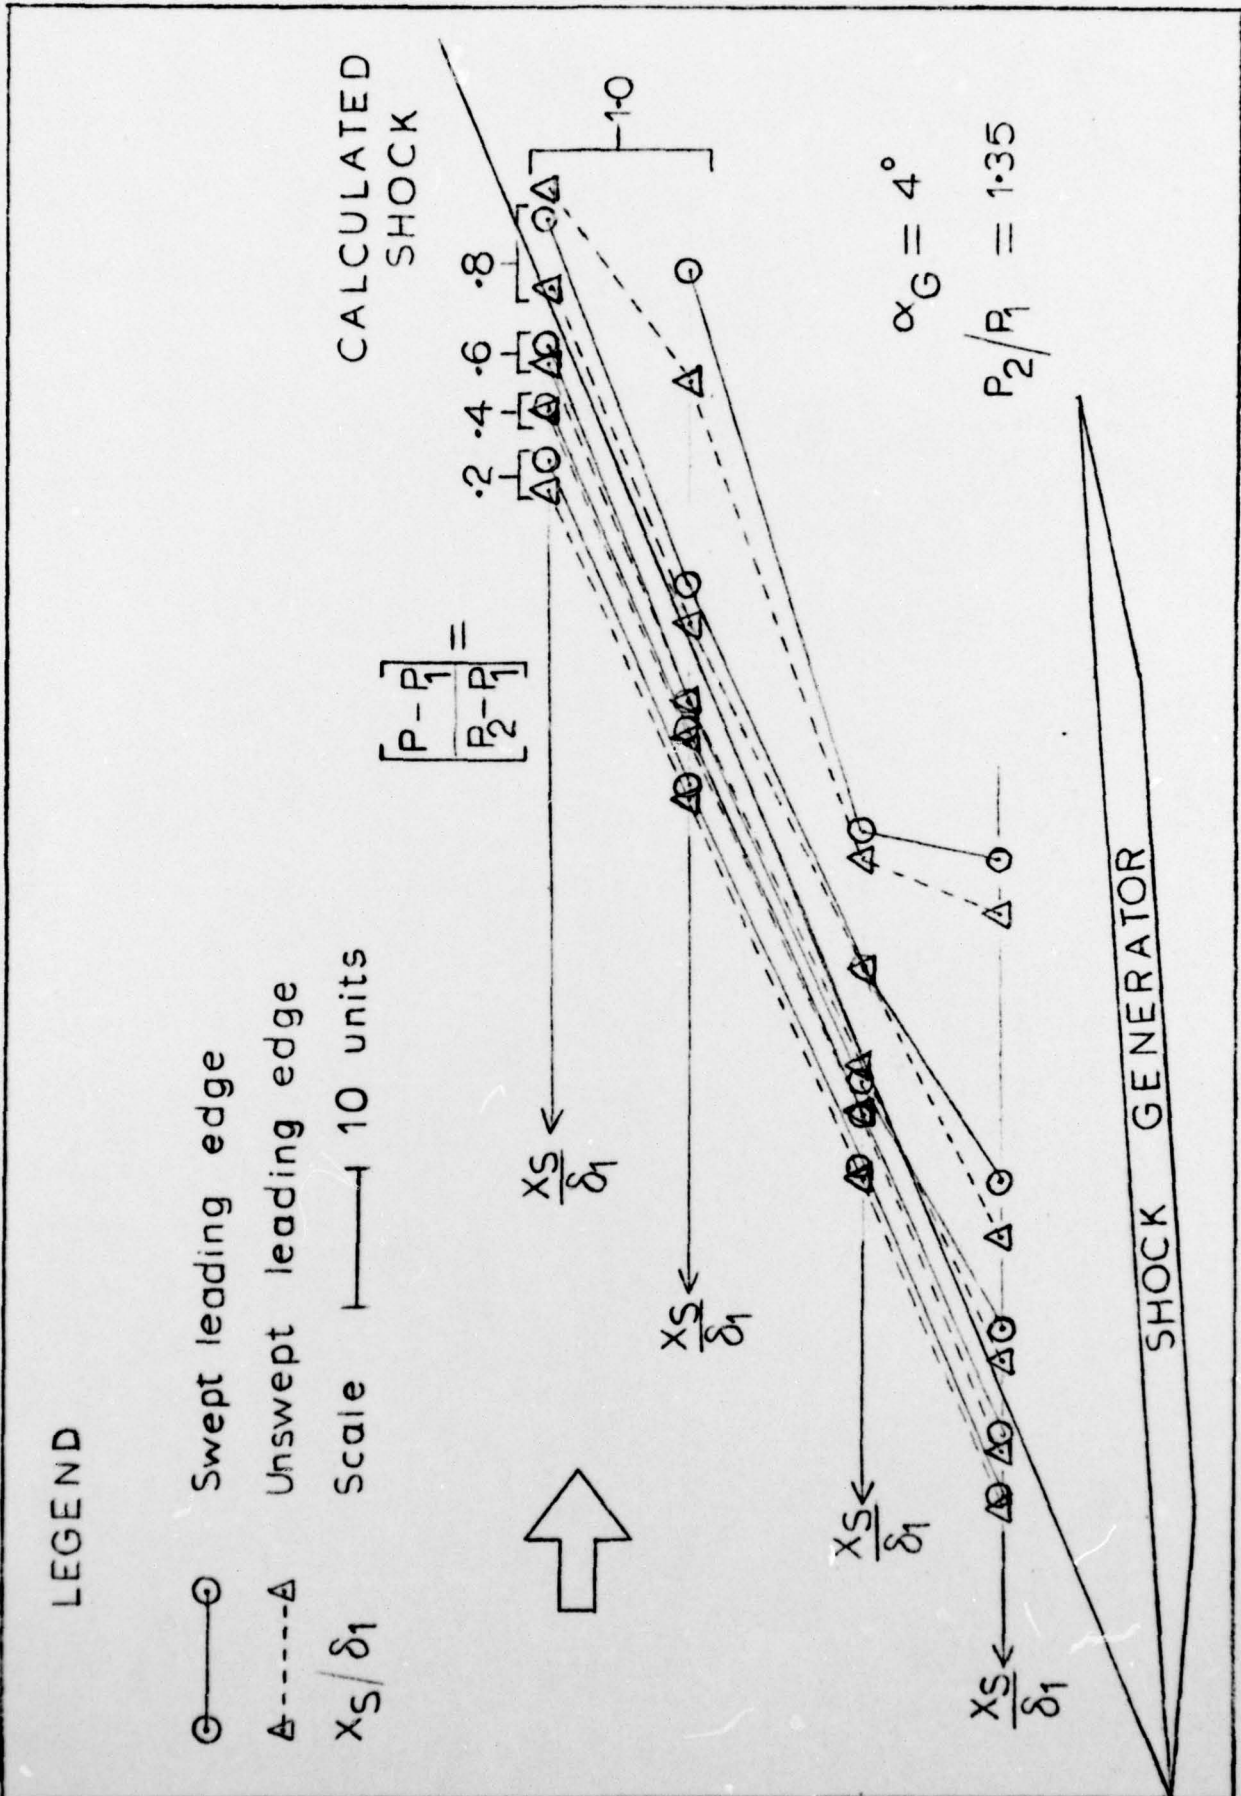 LEGEND
Swept leading edge
Unswept leading edge
Xs/δ1 Scale 10 units
CALCULATED
SHOCK
[P-P1/P2-P1] =
.2 .4 .6 .8
1·0
Xs/δ1
Xs/δ1
Xs/δ1
Xs/δ1
αG = 4°
P2/P1 = 1·35
SHOCK GENERATOR